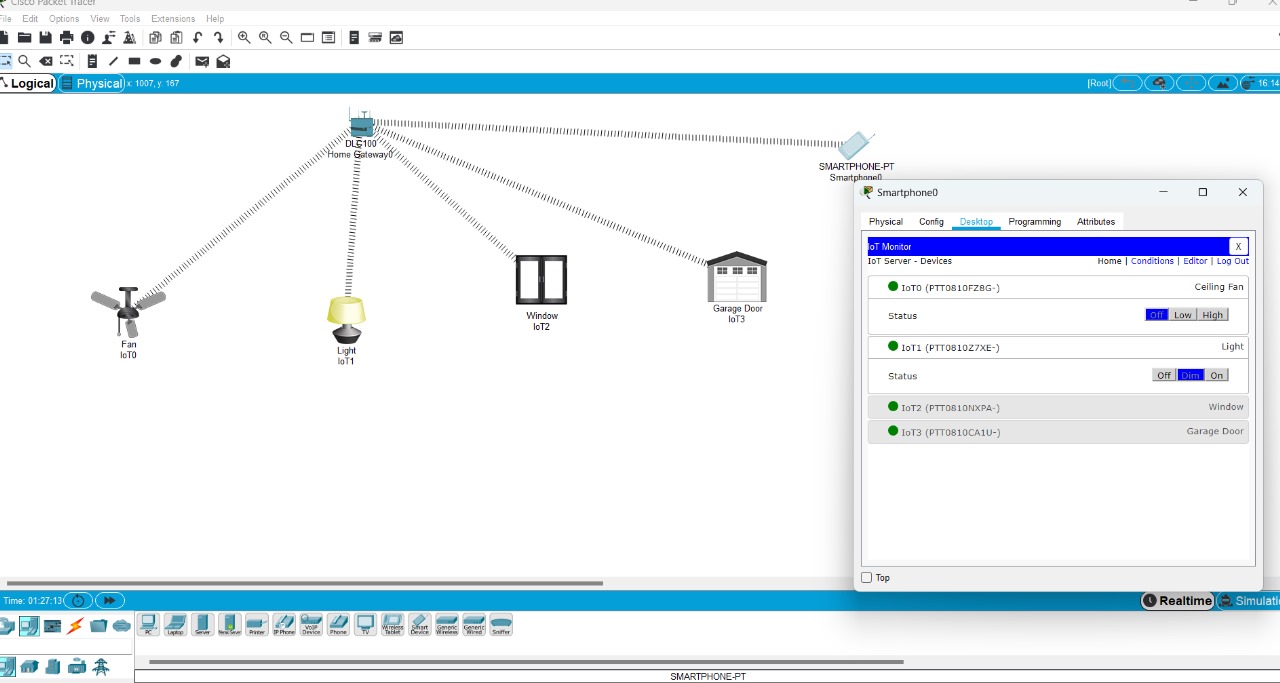 Cisco Packet Tracer
File Edit Options View Tools Extensions Help
Logical Physical x: 1007, y: 167 [Root] 16:14
DLC100
Home Gateway0
SMARTPHONE-PT
Smartphone0
Fan
IoT0
Light
IoT1
Window
IoT2
Garage Door
IoT3
Smartphone0
Physical Config Desktop Programming Attributes
IoT Monitor X
IoT Server - Devices Home | Conditions | Editor | Log Out
IoT0 (PTT0810FZ8G-) Ceiling Fan
Status Off Low High
IoT1 (PTT0810Z7XE-) Light
Status Off Dim On
IoT2 (PTT0810NXPA-) Window
IoT3 (PTT0810CA1U-) Garage Door
Top
Time: 01:27:13 Realtime Simulati
PC Laptop Server Printer IP Phone VoIP Device Phone TV Wireless Tablet Smart Device Generic Wireless Generic Wired Sniffer
SMARTPHONE-PT